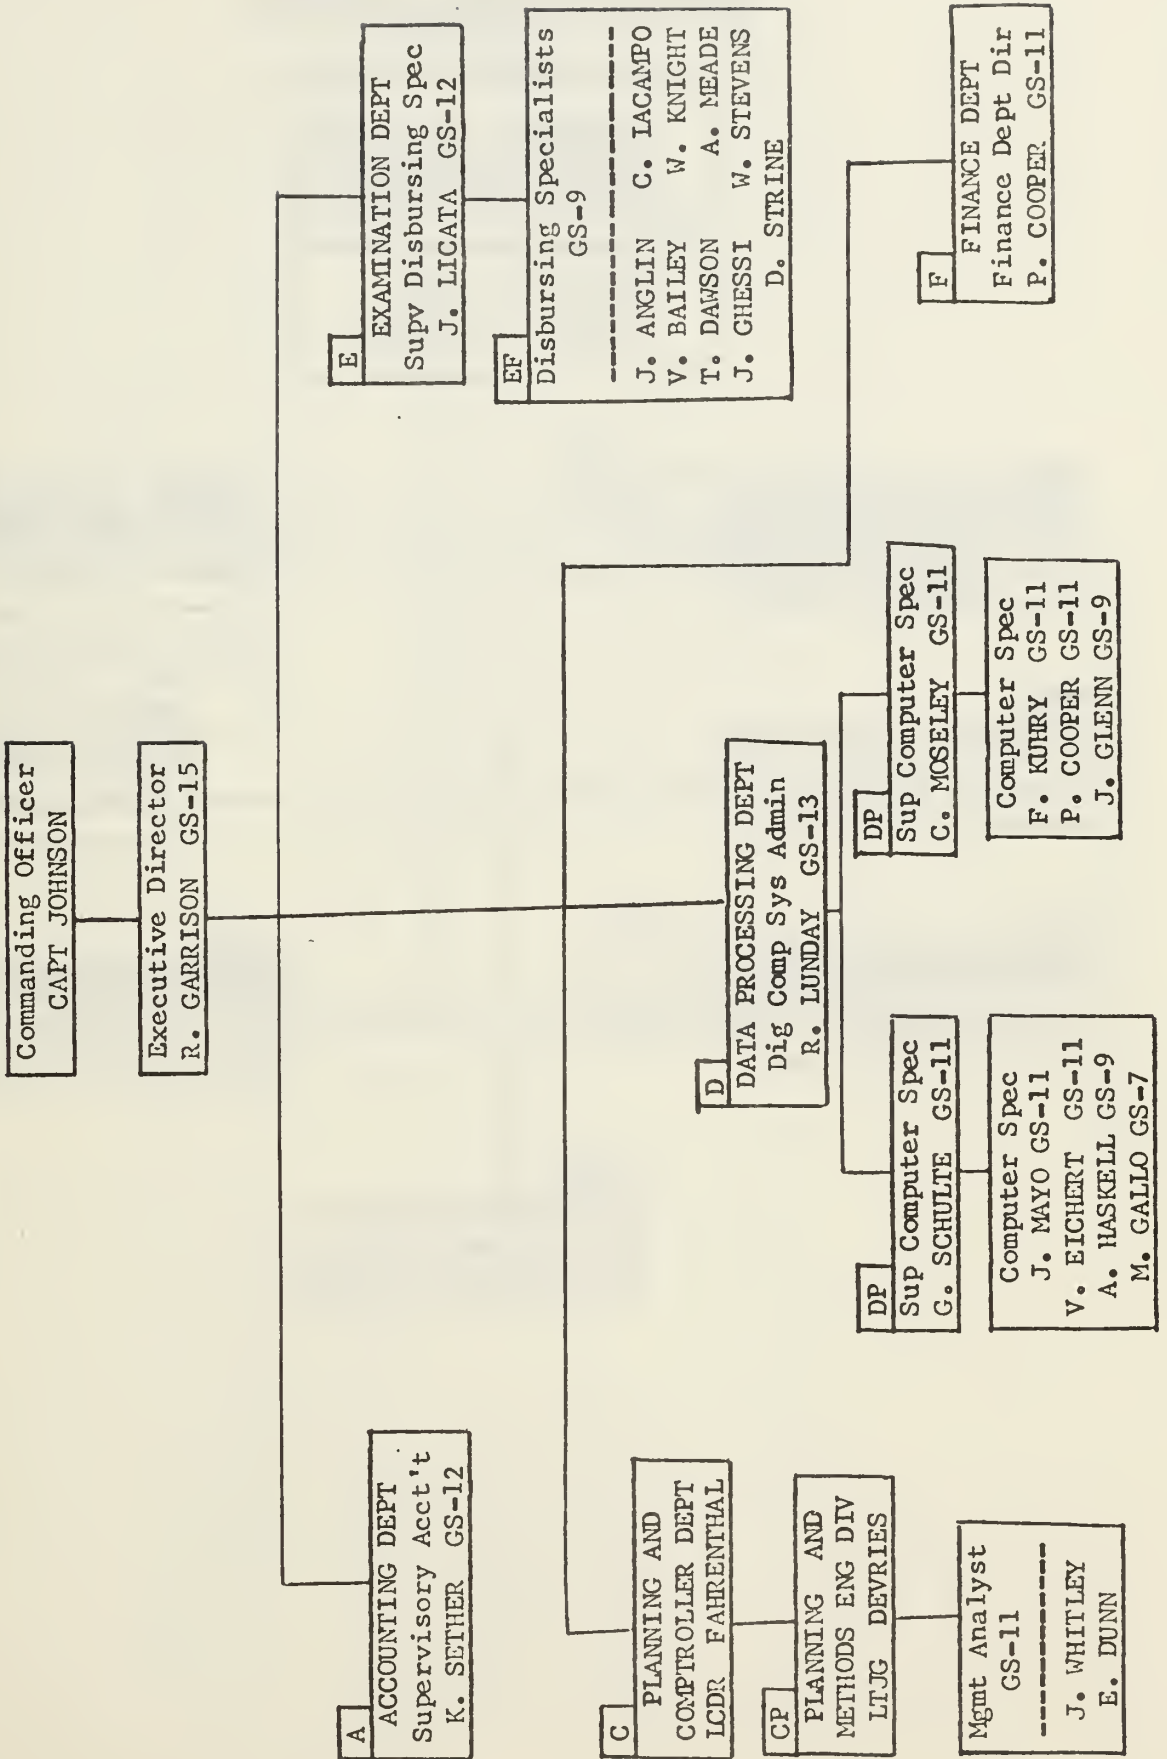 Commanding Officer
CAPT JOHNSON
Executive Director
R. GARRISON GS-15
A
ACCOUNTING DEPT
Supervisory Acct't
K. SETHER GS-12
E
EXAMINATION DEPT
Supv Disbursing Spec
J. LICATA GS-12
EF
Disbursing Specialists
GS-9
J. ANGLIN C. IACAMPO
V. BAILEY W. KNIGHT
T. DAWSON A. MEADE
J. GHESSI W. STEVENS
D. STRINE
C
PLANNING AND
COMPTROLLER DEPT
LCDR FAHRENTHAL
CP
PLANNING AND
METHODS ENG DIV
LTJG DEVRIES
Mgmt Analyst
GS-11
J. WHITLEY
E. DUNN
D
DATA PROCESSING DEPT
Dig Comp Sys Admin
R. LUNDAY GS-13
DP
Sup Computer Spec
G. SCHULTE GS-11
Computer Spec
J. MAYO GS-11
V. EICHERT GS-11
A. HASKELL GS-9
M. GALLO GS-7
DP
Sup Computer Spec
C. MOSELEY GS-11
Computer Spec
F. KUHRY GS-11
P. COOPER GS-11
J. GLENN GS-9
F
FINANCE DEPT
Finance Dept Dir
P. COOPER GS-11